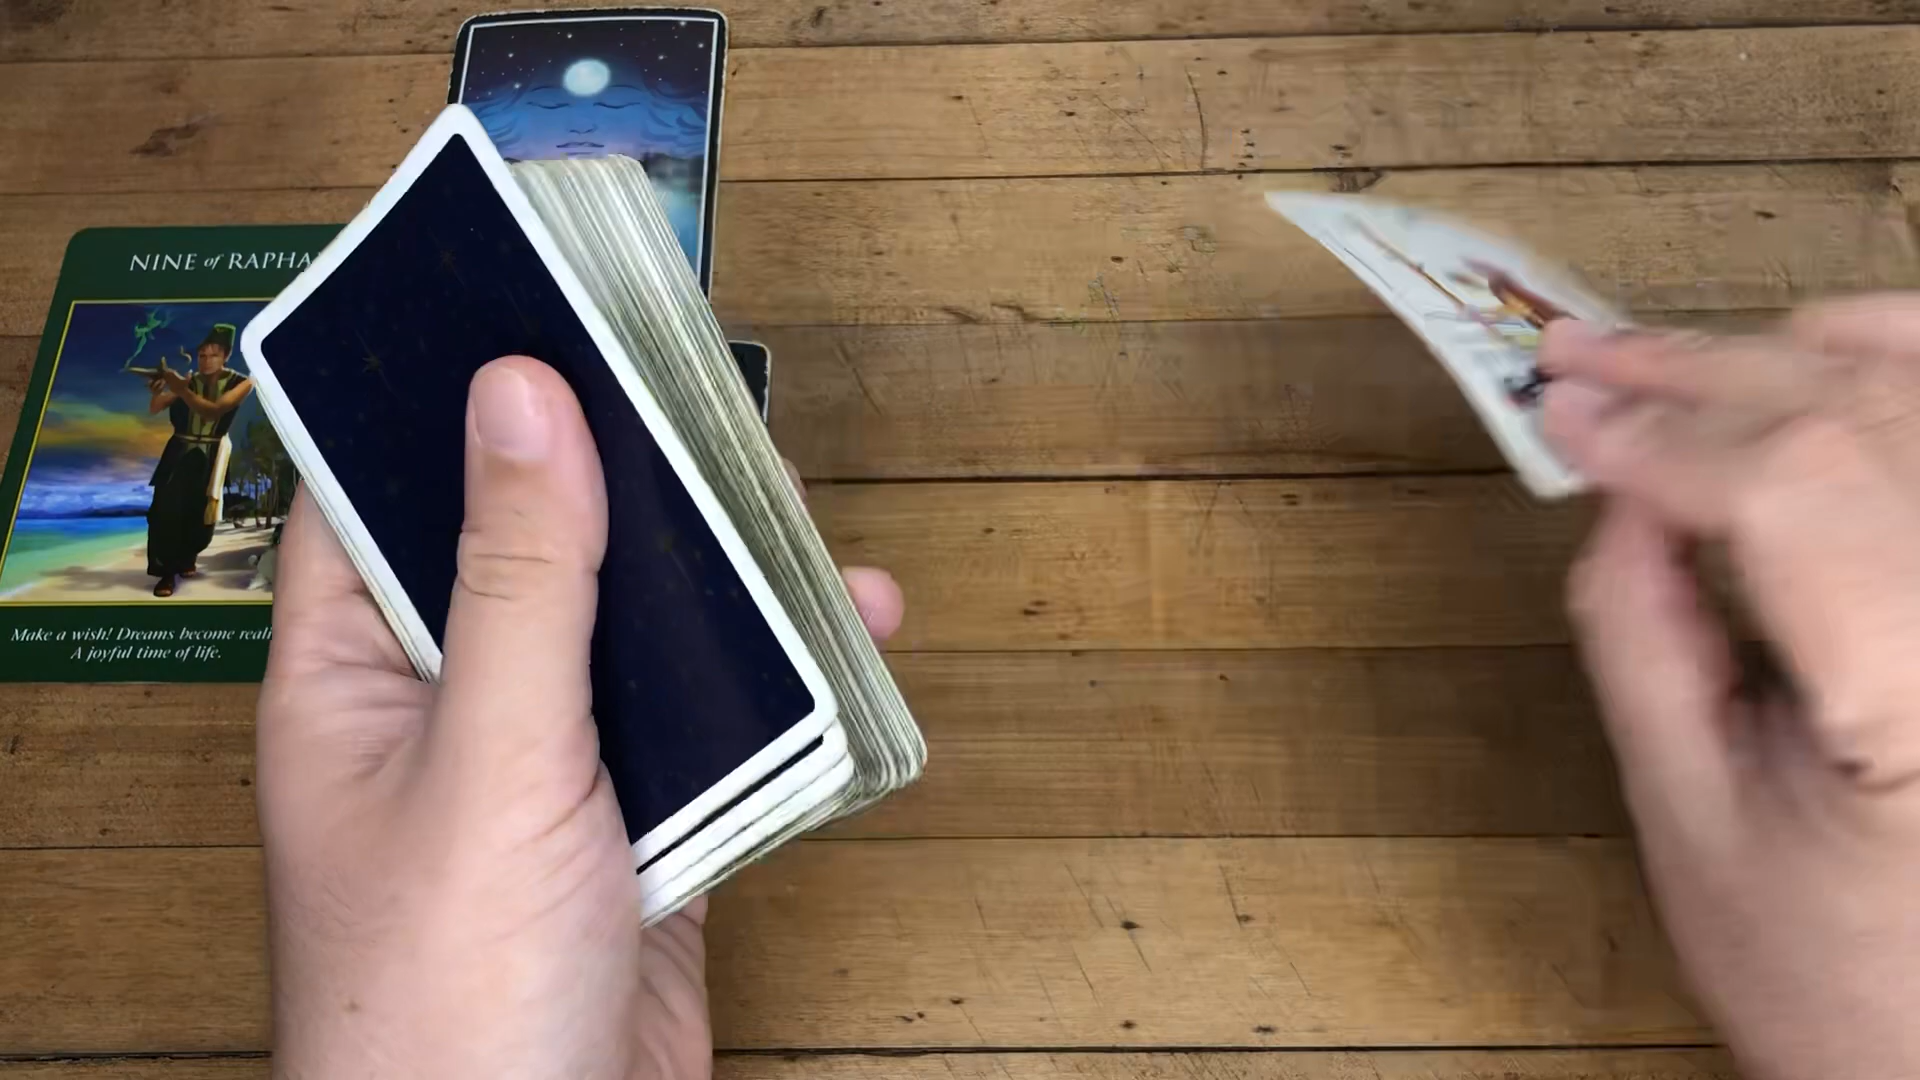 NINE of RAPHA
Make a wish! Dreams become reali
A joyful time of life.